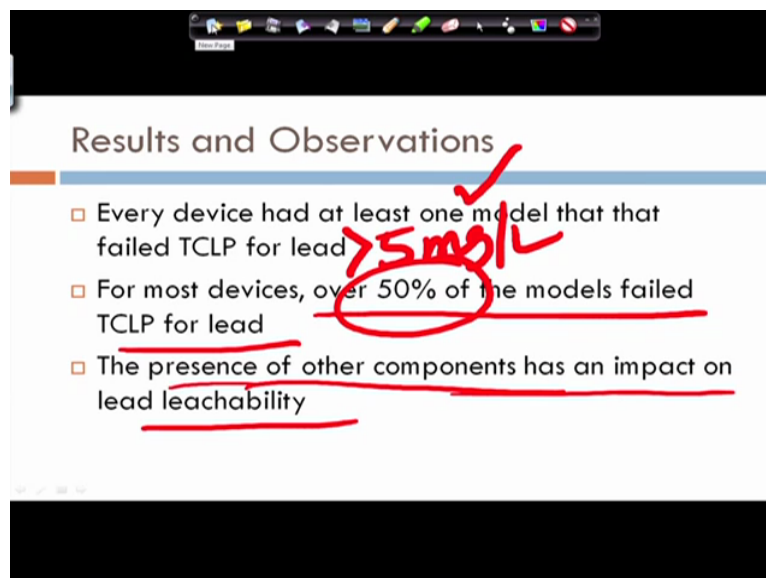 New Page
Results and Observations
Every device had at least one model that that
failed TCLP for lead >5mg/L
For most devices, over 50% of the models failed
TCLP for lead
The presence of other components has an impact on
lead leachability